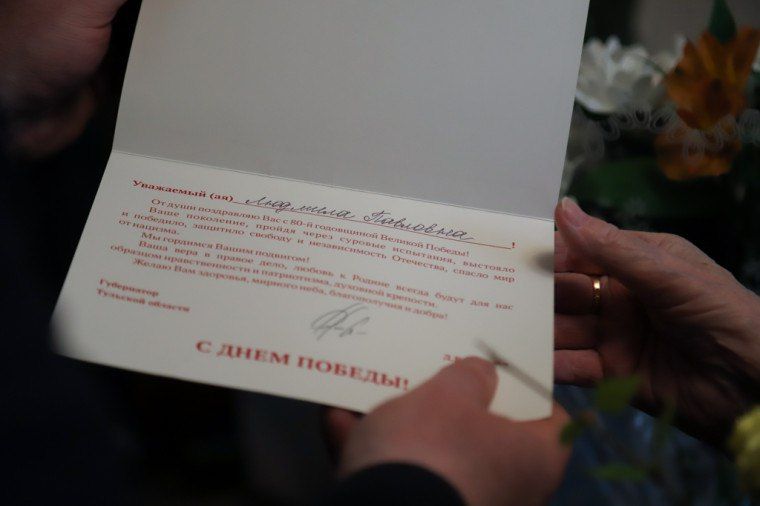 Уважаемый (ая) Людмила Павловна !
От души поздравляю Вас с 80-й годовщиной Великой Победы!
Ваше поколение, пройдя через суровые испытания, выстояло
и победило, защитило свободу и независимость Отечества, спасло мир
от нацизма.
Мы гордимся Вашим подвигом!
Ваша вера в правое дело, любовь к Родине всегда будут для нас
образцом нравственности и патриотизма, духовной крепости.
Желаю Вам здоровья, мирного неба, благополучия и добра!
Губернатор
Тульской области
С ДНЕМ ПОБЕДЫ!